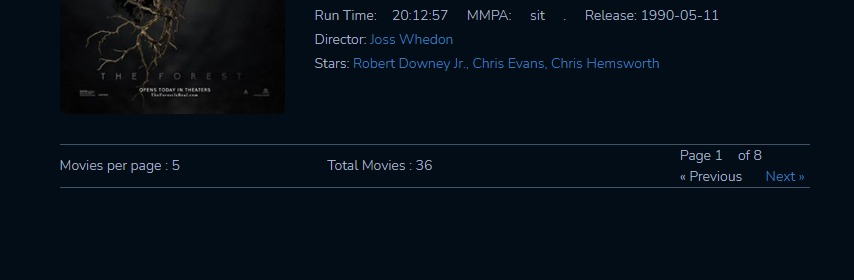 Run Time: 20:12:57 MMPA: sit . Release: 1990-05-11
Director: Joss Whedon
Stars: Robert Downey Jr., Chris Evans, Chris Hemsworth
THE FOREST
OPENS TODAY IN THEATERS
TheForestIsReal.com
Movies per page : 5
Total Movies : 36
Page 1 of 8
« Previous Next »